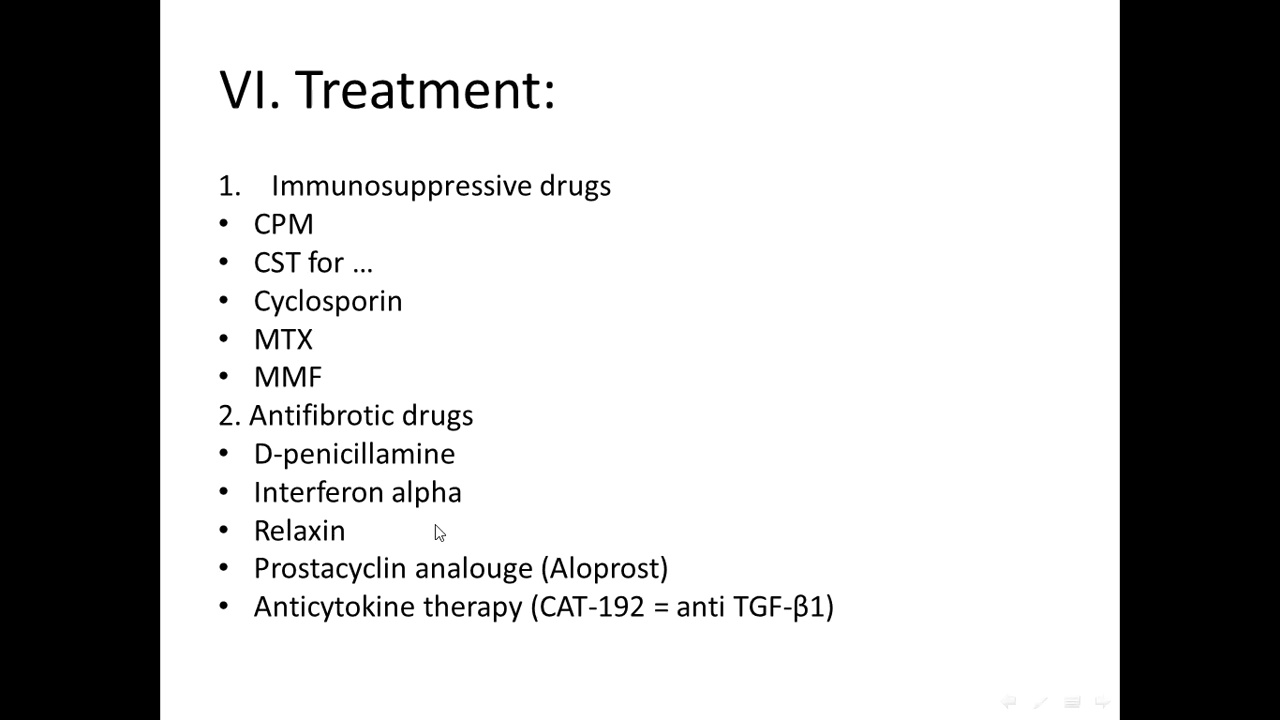 VI. Treatment:
1. Immunosuppressive drugs
• CPM
• CST for ...
• Cyclosporin
• MTX
• MMF
2. Antifibrotic drugs
• D-penicillamine
• Interferon alpha
• Relaxin
• Prostacyclin analouge (Aloprost)
• Anticytokine therapy (CAT-192 = anti TGF-β1)